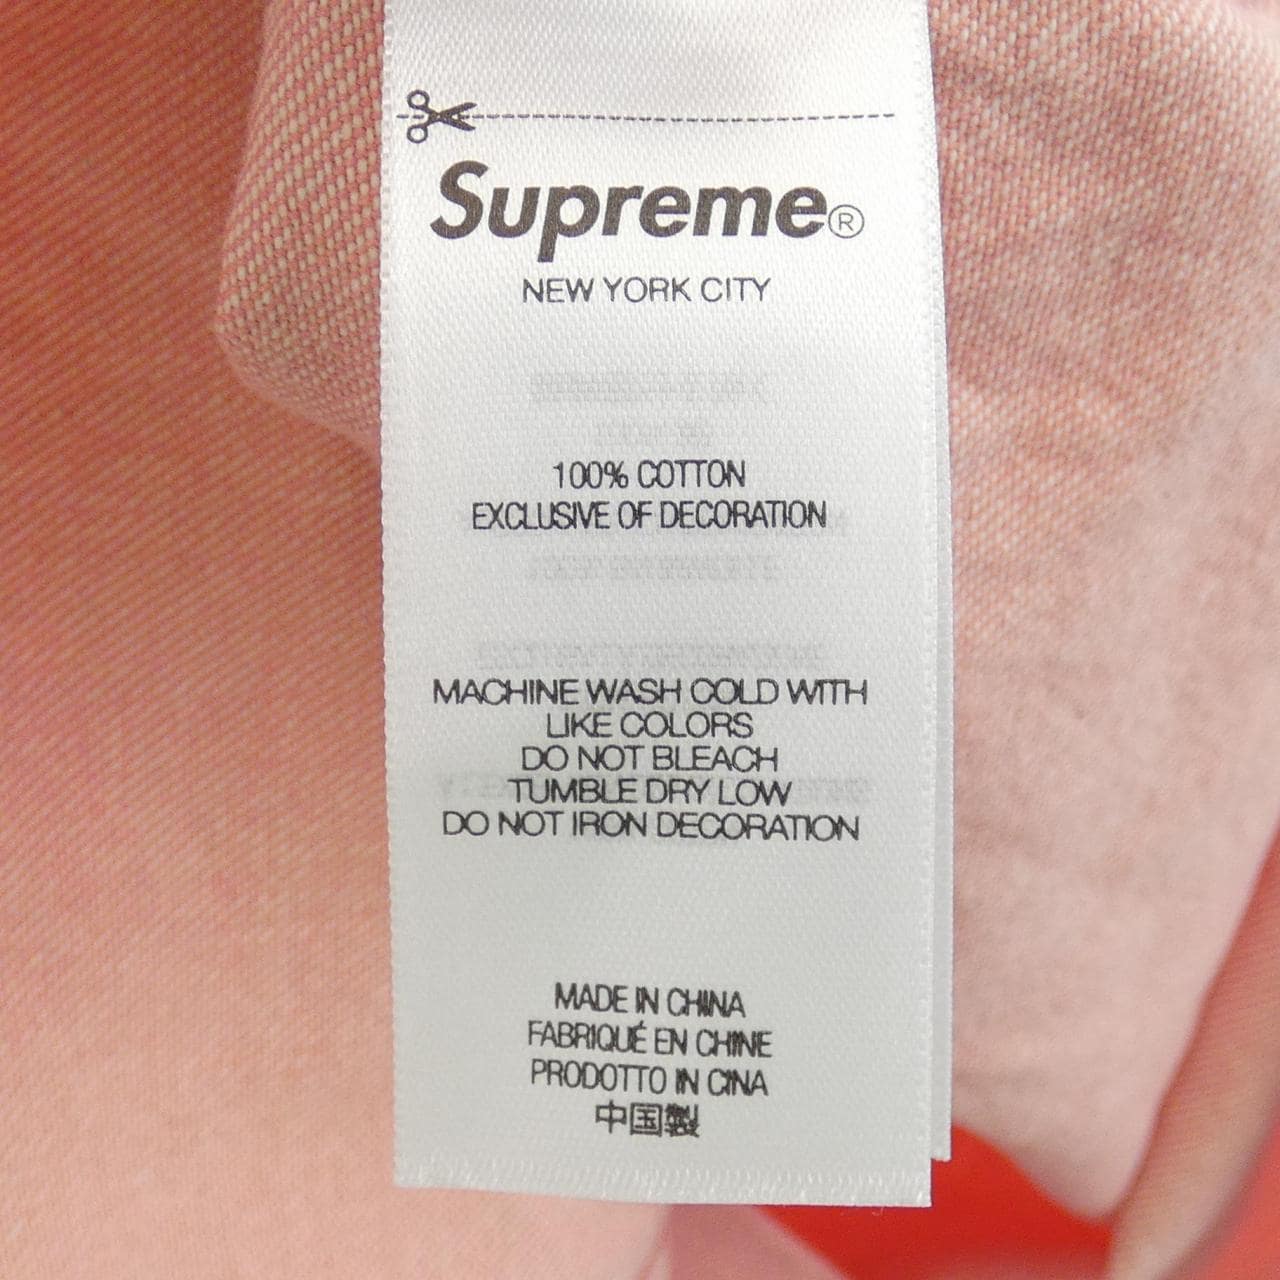 Supreme®
NEW YORK CITY
100% COTTON
EXCLUSIVE OF DECORATION
MACHINE WASH COLD WITH
LIKE COLORS
DO NOT BLEACH
TUMBLE DRY LOW
DO NOT IRON DECORATION
MADE IN CHINA
FABRIQUÉ EN CHINE
PRODOTTO IN CINA
中国製